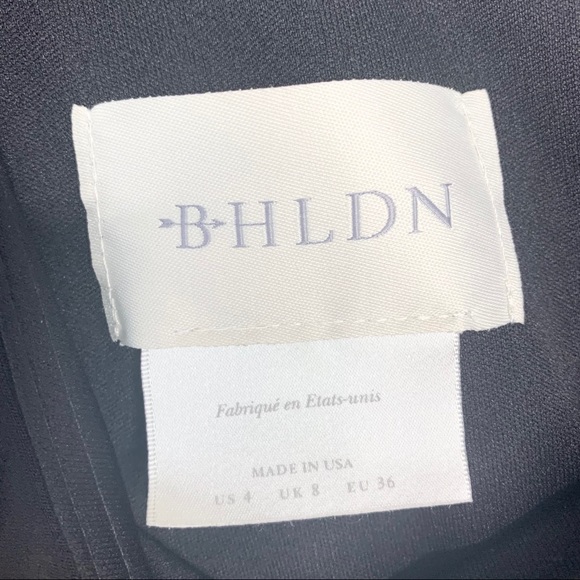 BHLDN
Fabriqué en Etats-unis
MADE IN USA
US 4 UK 8 EU 36